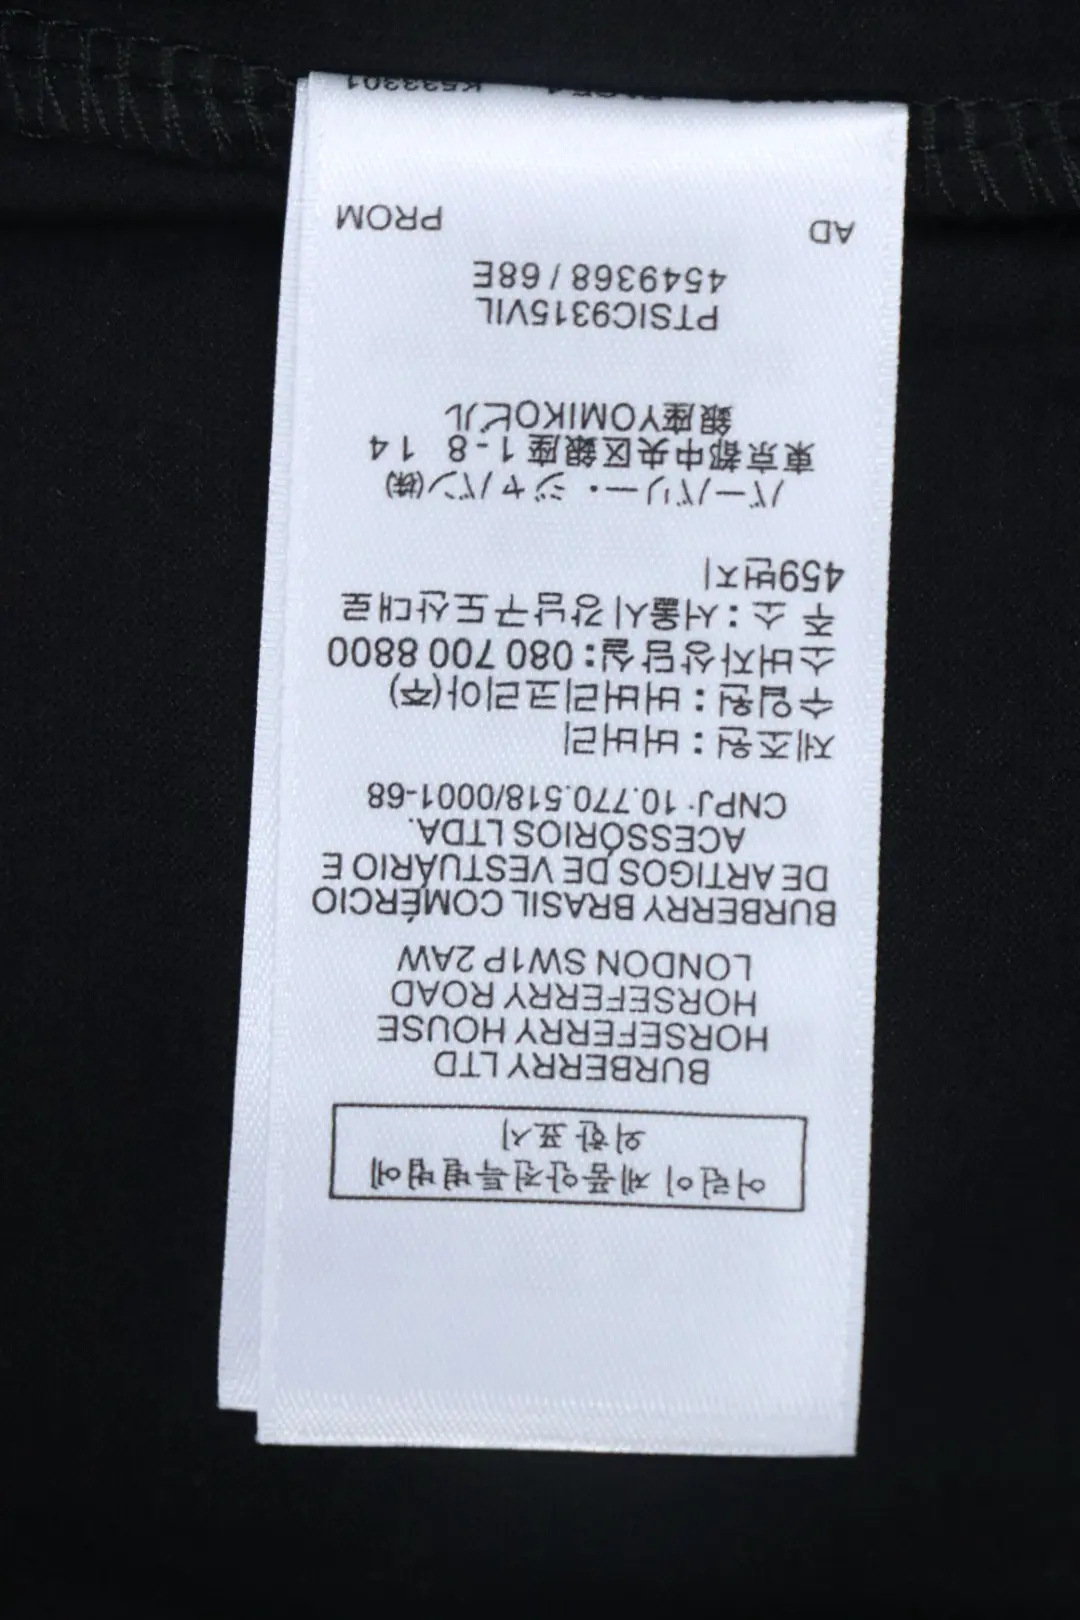 어린이제품안전특별법에
의한 표시
BURBERRY LTD
HORSEFERRY HOUSE
HORSEFERRY ROAD
LONDON SW1P 2AW
BURBERRY BRASIL COMÉRCIO
DE ARTIGOS DE VESTUÁRIO E
ACESSÓRIOS LTDA.
CNPJ· 10.770.518/0001-68
제조원 : 버버리
수입원 : 버버리코리아(주)
소비자상담실: 080 700 8800
주 소 : 서울시강남구도산대로
459번지
バーバリー・ジャパン(株)
東京都中央区銀座 1-8 14
銀座YOMIKOビル
PTSIC9315VIL
4549368 / 68E
AD PROM
K533301